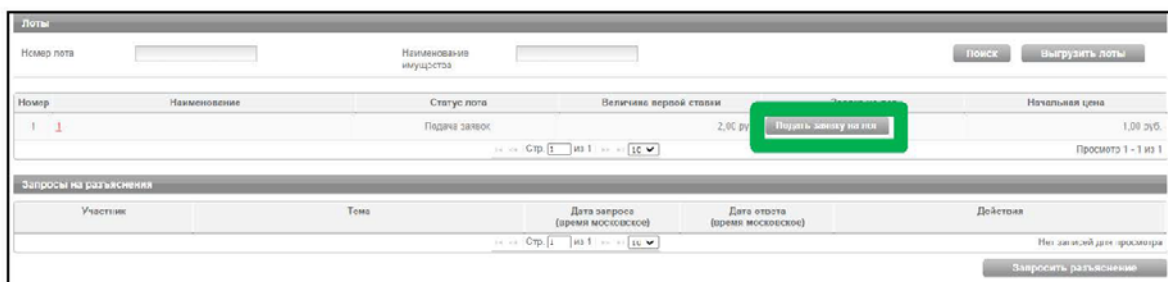 Лоты
Номер лота
Наименование
имущества
Поиск
Выгрузить лоты
Номер Наименование Статус лота Величина первой ставки Начальная цена
1 1 Подача заявок 2,00 ру Подать заявку на лот 1,00 руб.
Стр. 1 из 1 10 Просмотр 1 - 1 из 1
Запросы на разъяснения
Участник Тема Дата запроса
(время московское) Дата ответа
(время московское) Действия
Стр. 1 из 1 10 Нет записей для просмотра
Запросить разъяснение